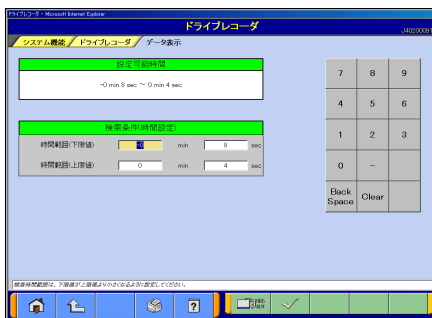 ドライブレコーダ - Microsoft Internet Explorer
ドライブレコーダ
J40200091
システム機能 ドライブレコーダ データ表示
設定可能時間
-0 min 8 sec ～ 0 min 4 sec
検索条件(時間設定)
時間範囲(下限値) -0 min 8 sec
時間範囲(上限値) 0 min 4 sec
7 8 9
4 5 6
1 2 3
0 -
Back Space Clear
検索時間範囲は、下限値が上限値より小さくなるように設定してください。
?